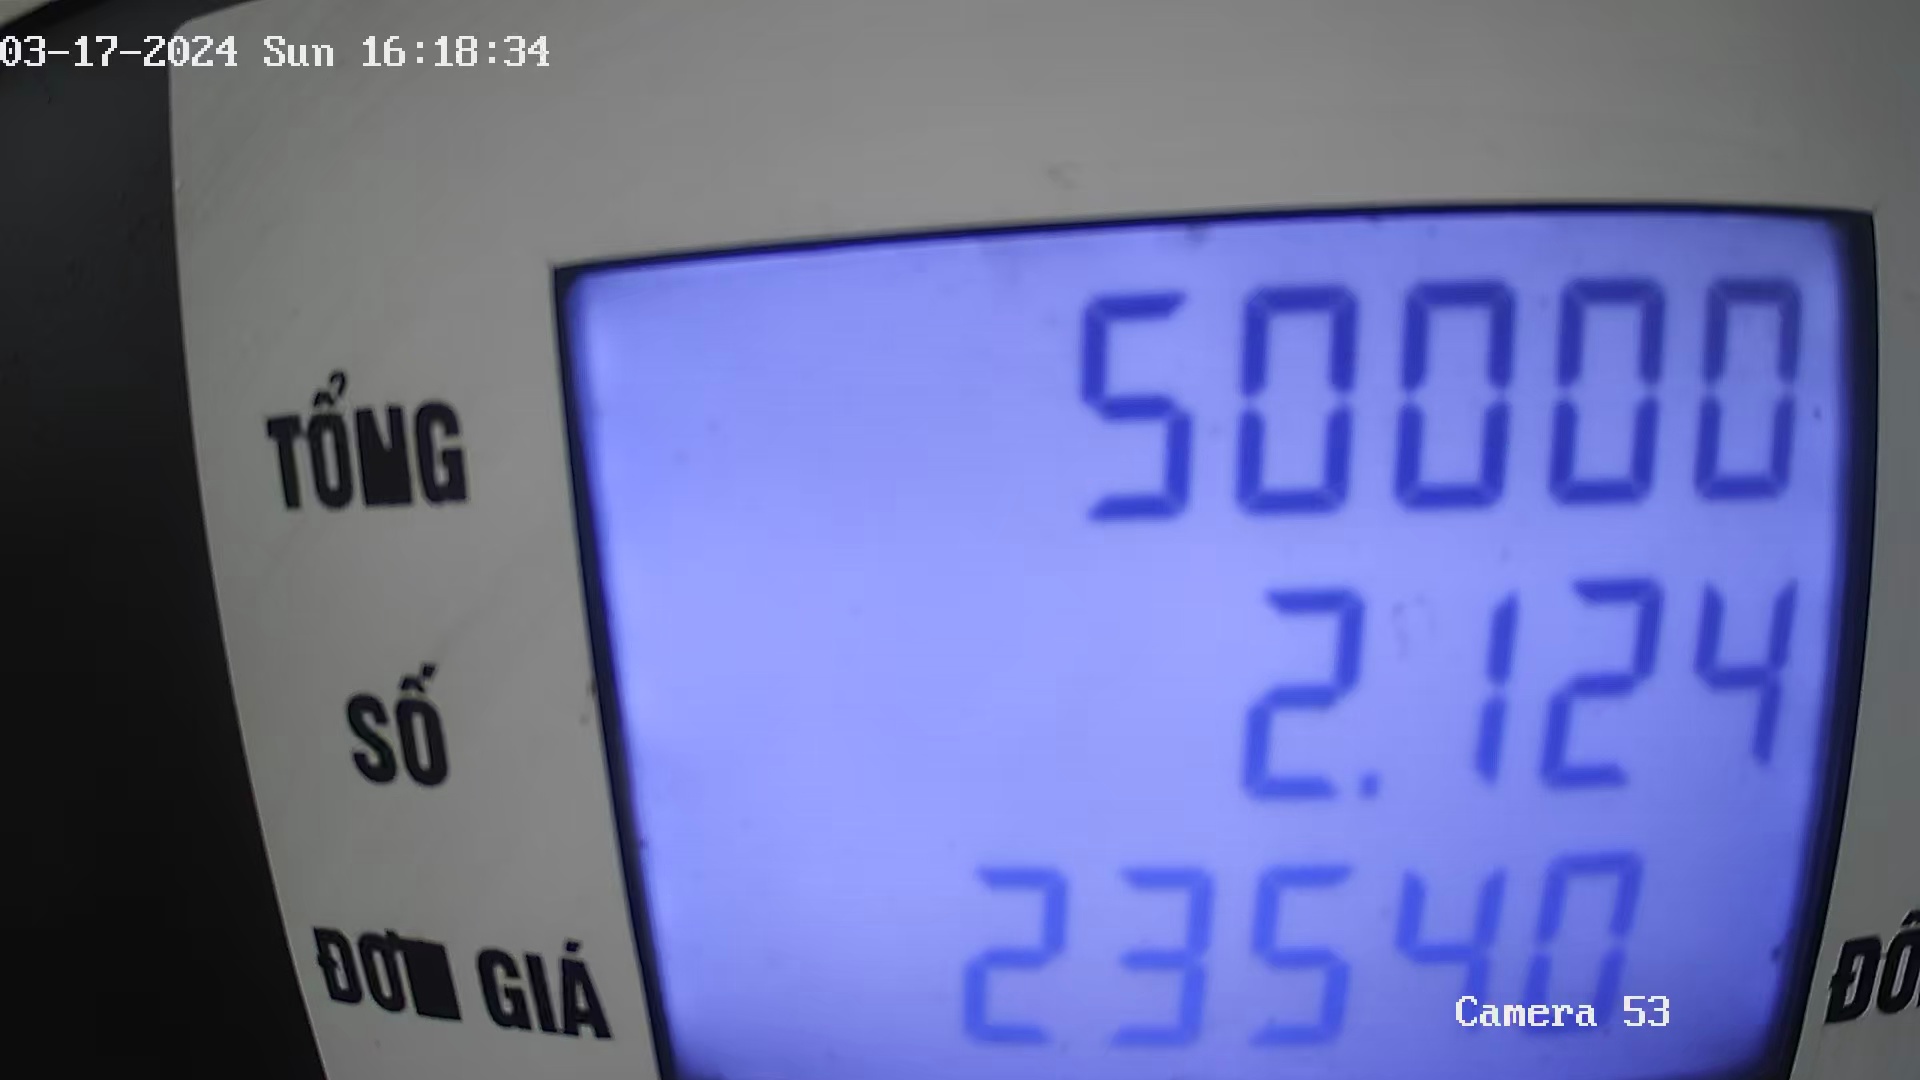 03-17-2024 Sun 16:18:34
TỔNG 50000
SỐ 2.124
ĐƠN GIÁ 23540
Camera 53